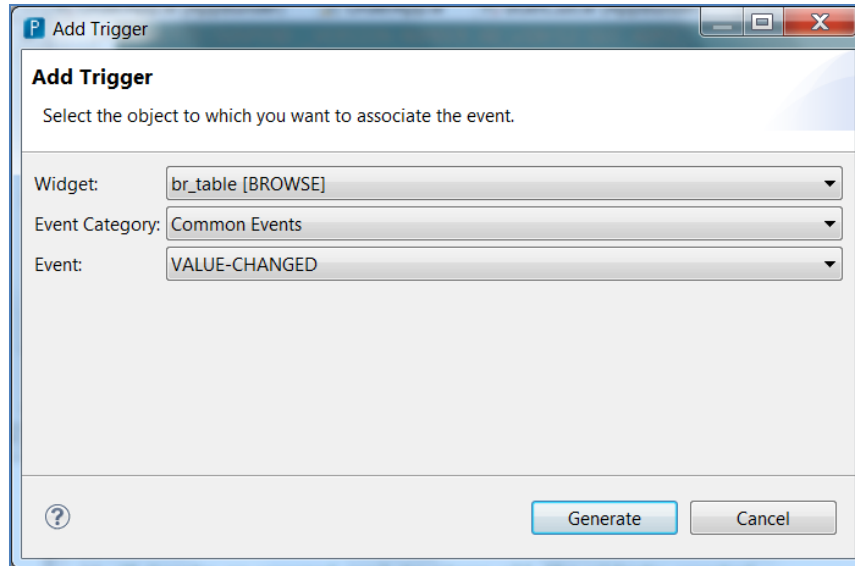 P Add Trigger
X
Add Trigger
Select the object to which you want to associate the event.
Widget: br_table [BROWSE]
Event Category: Common Events
Event: VALUE-CHANGED
?
Generate Cancel